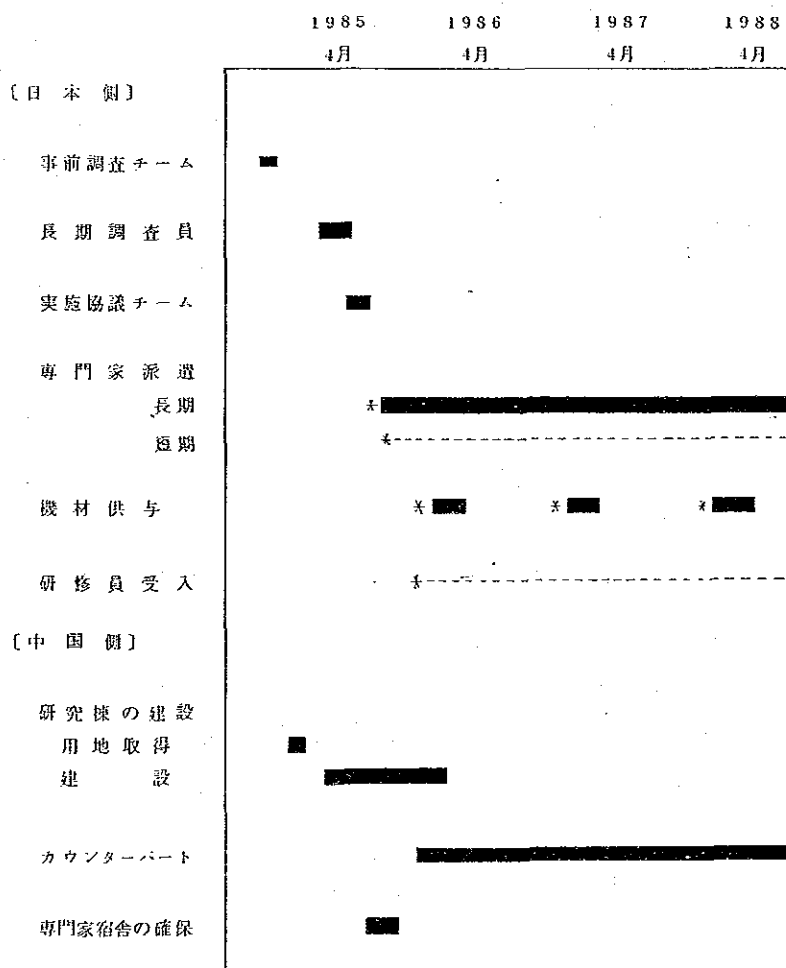 1985 1986 1987 1988
4月 4月 4月 4月
〔日本側〕
事前調査チーム
長期調査員
実施協議チーム
専門家派遣
長期
短期
機材供与
研修員受入
〔中国側〕
研究棟の建設
用地取得
建設
カウンターパート
専門家宿舎の確保